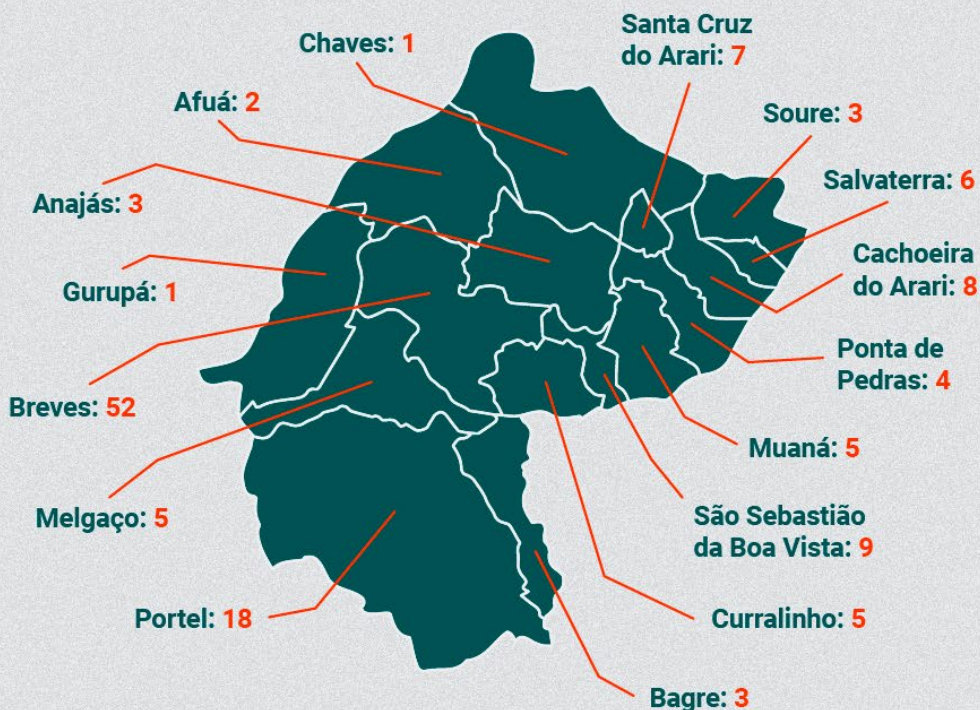 Santa Cruz
do Arari: 7
Chaves: 1
Afuá: 2
Soure: 3
Salvaterra: 6
Anajás: 3
Cachoeira
do Arari: 8
Gurupá: 1
Ponta de
Pedras: 4
Breves: 52
Muaná: 5
Melgaço: 5
São Sebastião
da Boa Vista: 9
Portel: 18
Curralinho: 5
Bagre: 3